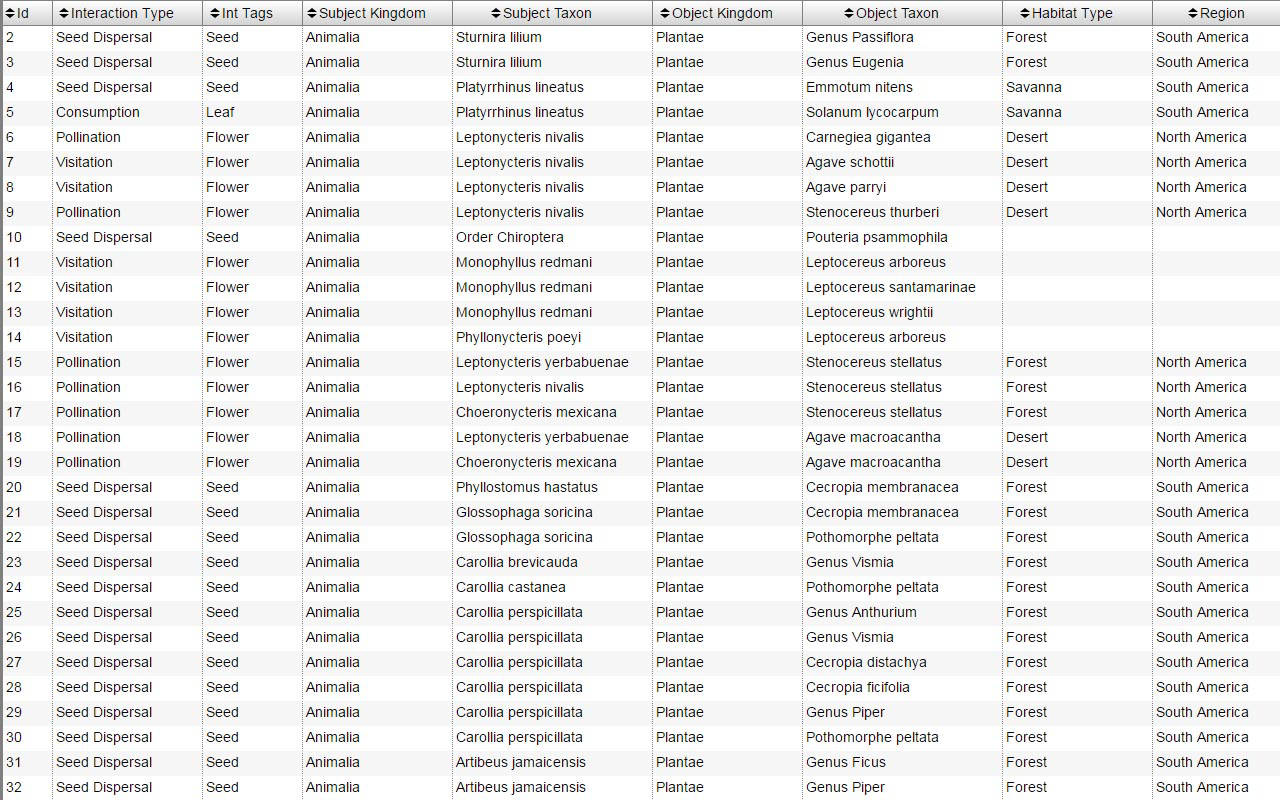 Id Interaction Type Int Tags Subject Kingdom Subject Taxon Object Kingdom Object Taxon Habitat Type Region
2 Seed Dispersal Seed Animalia Sturnira lilium Plantae Genus Passiflora Forest South America
3 Seed Dispersal Seed Animalia Sturnira lilium Plantae Genus Eugenia Forest South America
4 Seed Dispersal Seed Animalia Platyrrhinus lineatus Plantae Emmotum nitens Savanna South America
5 Consumption Leaf Animalia Platyrrhinus lineatus Plantae Solanum lycocarpum Savanna South America
6 Pollination Flower Animalia Leptonycteris nivalis Plantae Carnegiea gigantea Desert North America
7 Visitation Flower Animalia Leptonycteris nivalis Plantae Agave schottii Desert North America
8 Visitation Flower Animalia Leptonycteris nivalis Plantae Agave parryi Desert North America
9 Pollination Flower Animalia Leptonycteris nivalis Plantae Stenocereus thurberi Desert North America
10 Seed Dispersal Seed Animalia Order Chiroptera Plantae Pouteria psammophila
11 Visitation Flower Animalia Monophyllus redmani Plantae Leptocereus arboreus
12 Visitation Flower Animalia Monophyllus redmani Plantae Leptocereus santamarinae
13 Visitation Flower Animalia Monophyllus redmani Plantae Leptocereus wrightii
14 Visitation Flower Animalia Phyllonycteris poeyi Plantae Leptocereus arboreus
15 Pollination Flower Animalia Leptonycteris yerbabuenae Plantae Stenocereus stellatus Forest North America
16 Pollination Flower Animalia Leptonycteris nivalis Plantae Stenocereus stellatus Forest North America
17 Pollination Flower Animalia Choeronycteris mexicana Plantae Stenocereus stellatus Forest North America
18 Pollination Flower Animalia Leptonycteris yerbabuenae Plantae Agave macroacantha Desert North America
19 Pollination Flower Animalia Choeronycteris mexicana Plantae Agave macroacantha Desert North America
20 Seed Dispersal Seed Animalia Phyllostomus hastatus Plantae Cecropia membranacea Forest South America
21 Seed Dispersal Seed Animalia Glossophaga soricina Plantae Cecropia membranacea Forest South America
22 Seed Dispersal Seed Animalia Glossophaga soricina Plantae Pothomorphe peltata Forest South America
23 Seed Dispersal Seed Animalia Carollia brevicauda Plantae Genus Vismia Forest South America
24 Seed Dispersal Seed Animalia Carollia castanea Plantae Pothomorphe peltata Forest South America
25 Seed Dispersal Seed Animalia Carollia perspicillata Plantae Genus Anthurium Forest South America
26 Seed Dispersal Seed Animalia Carollia perspicillata Plantae Genus Vismia Forest South America
27 Seed Dispersal Seed Animalia Carollia perspicillata Plantae Cecropia distachya Forest South America
28 Seed Dispersal Seed Animalia Carollia perspicillata Plantae Cecropia ficifolia Forest South America
29 Seed Dispersal Seed Animalia Carollia perspicillata Plantae Genus Piper Forest South America
30 Seed Dispersal Seed Animalia Carollia perspicillata Plantae Pothomorphe peltata Forest South America
31 Seed Dispersal Seed Animalia Artibeus jamaicensis Plantae Genus Ficus Forest South America
32 Seed Dispersal Seed Animalia Artibeus jamaicensis Plantae Genus Piper Forest South America